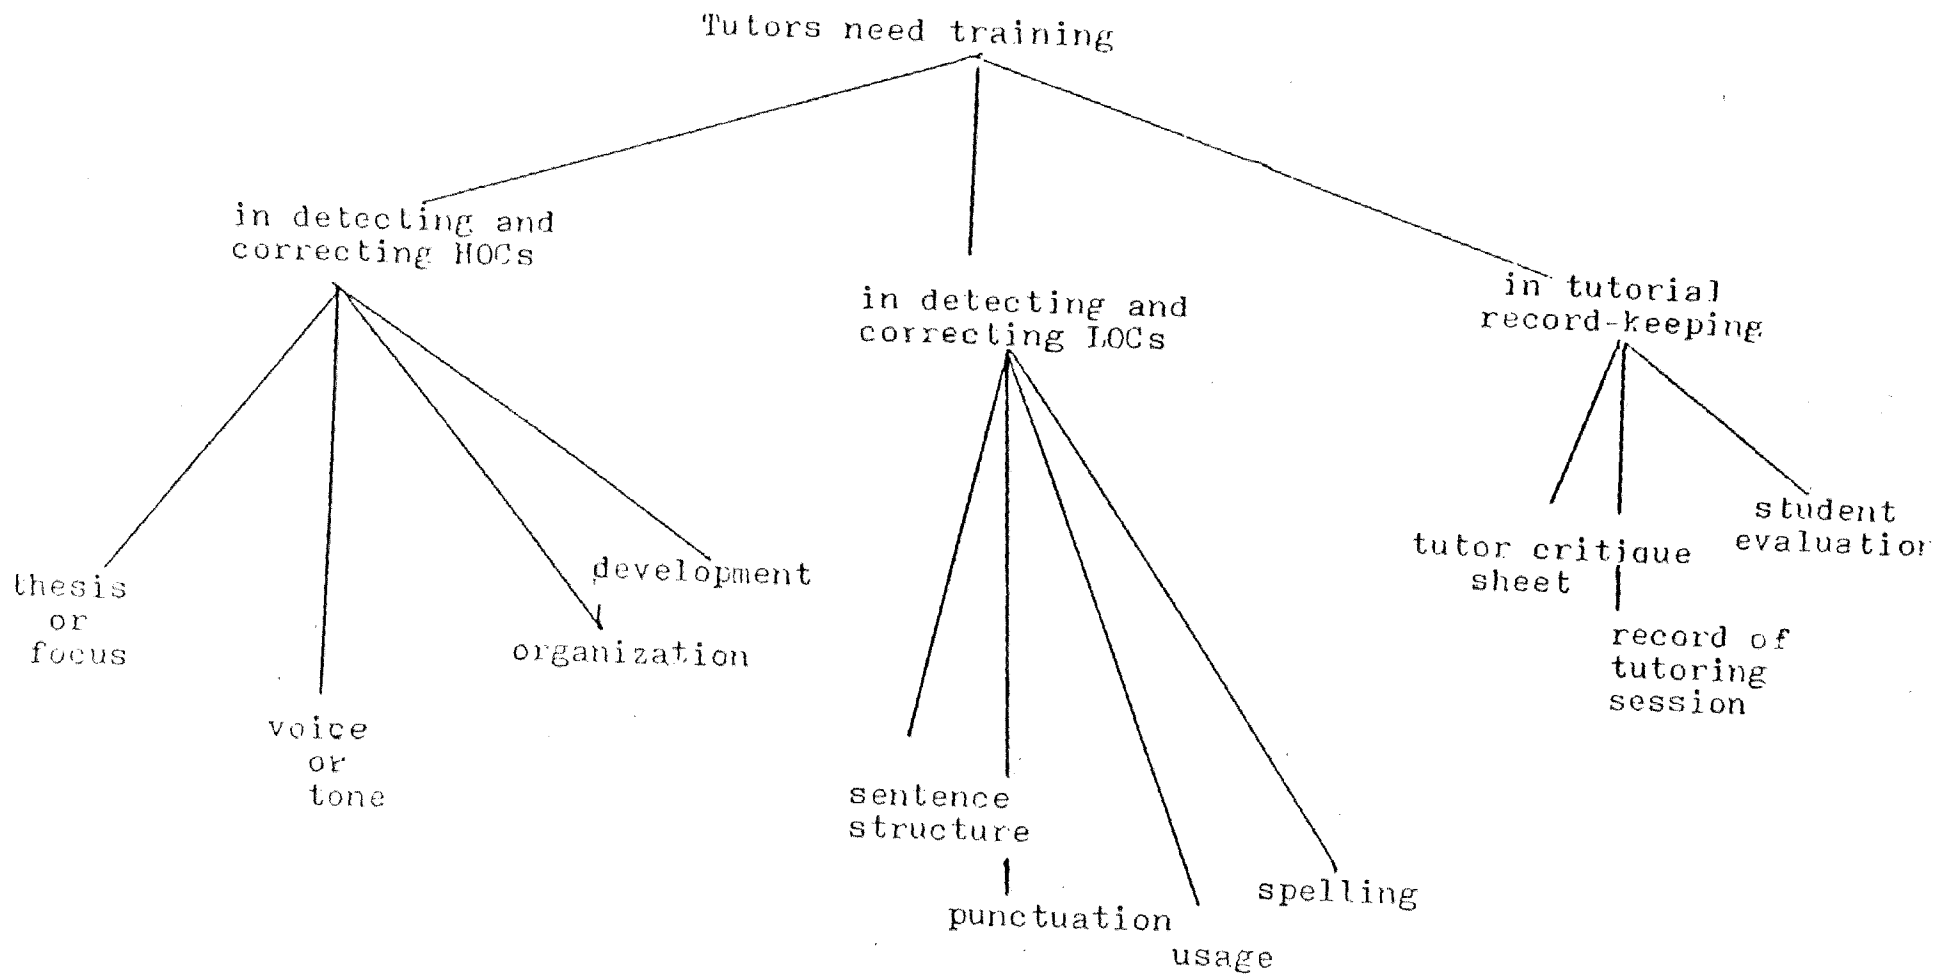 Tutors need training
in detecting and
correcting HOCs
in detecting and
correcting LOCs
in tutorial
record-keeping
thesis
or
focus
voice
or
tone
organization
development
sentence
structure
punctuation
usage
spelling
tutor critique
sheet
record of
tutoring
session
student
evaluation